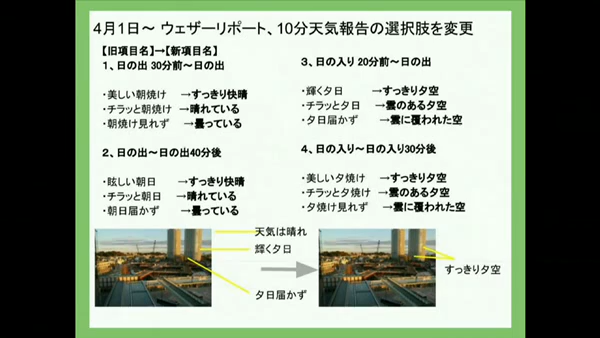 4月1日～ ウェザーリポート、10分天気報告の選択肢を変更
【旧項目名】→【新項目名】
1、日の出 30分前～日の出
・美しい朝焼け →すっきり快晴
・チラッと朝焼け →晴れている
・朝焼け見れず →曇っている
2、日の出～日の出40分後
・眩しい朝日 →すっきり快晴
・チラッと朝日 →晴れている
・朝日届かず →曇っている
3、日の入り 20分前～日の出
・輝く夕日 →すっきり夕空
・チラッと夕日 →雲のある夕空
・夕日届かず →雲に覆われた空
4、日の入り～日の入り30分後
・美しい夕焼け →すっきり夕空
・チラッと夕焼け →雲のある夕空
・夕焼け見れず →雲に覆われた空
天気は晴れ
輝く夕日
夕日届かず
すっきり夕空